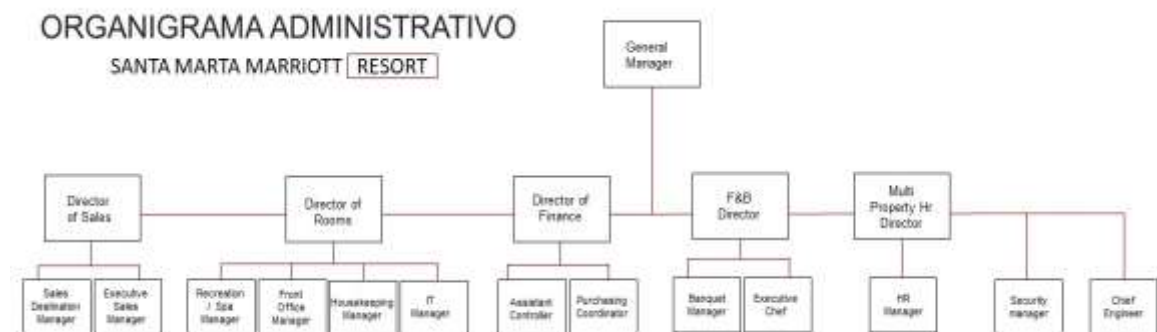 ORGANIGRAMA ADMINISTRATIVO
SANTA MARTA MARRIOTT RESORT
General
Manager
Director
of Sales
Director of
Rooms
Director of
Finance
F&B
Director
Multi
Property Hr
Director
Sales
Destination
Manager
Executive
Sales
Manager
Recreation
/ Spa
Manager
Front
Office
Manager
Housekeeping
Manager
IT
Manager
Assistant
Controller
Purchasing
Coordinator
Banquet
Manager
Executive
Chef
HR
Manager
Security
manager
Chief
Engineer